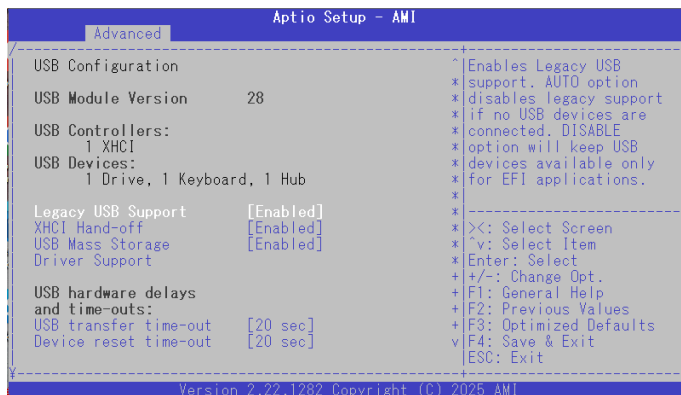 Aptio Setup - AMI
Advanced
USB Configuration
USB Module Version 28
USB Controllers:
1 XHCI
USB Devices:
1 Drive, 1 Keyboard, 1 Hub
Legacy USB Support [Enabled]
XHCI Hand-off [Enabled]
USB Mass Storage [Enabled]
Driver Support
USB hardware delays
and time-outs:
USB transfer time-out [20 sec]
Device reset time-out [20 sec]
Enables Legacy USB
support. AUTO option
disables legacy support
if no USB devices are
connected. DISABLE
option will keep USB
devices available only
for EFI applications.
><: Select Screen
^v: Select Item
Enter: Select
+/-: Change Opt.
F1: General Help
F2: Previous Values
F3: Optimized Defaults
F4: Save & Exit
ESC: Exit
Version 2.22.1282 Copyright (C) 2025 AMI